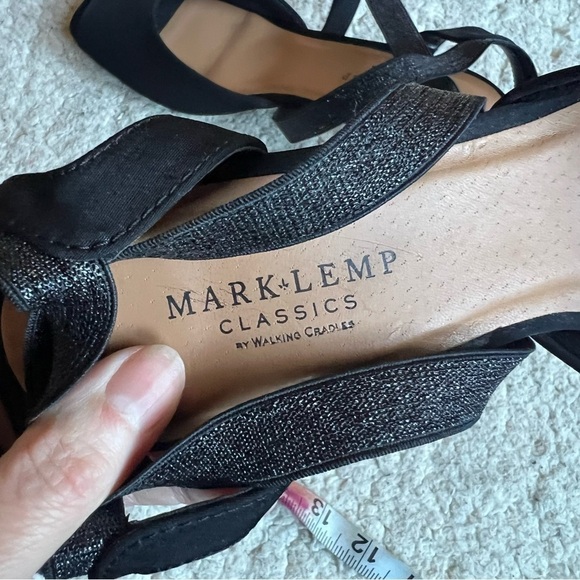 MARK LEMP
CLASSICS
BY WALKING CRADLES
13
12